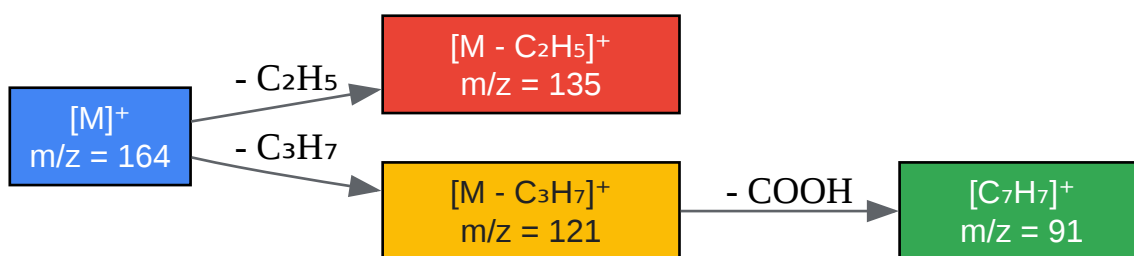 [M]⁺
m/z = 164
- C₂H₅
- C₃H₇
[M - C₂H₅]⁺
m/z = 135
[M - C₃H₇]⁺
m/z = 121
- COOH
[C₇H₇]⁺
m/z = 91